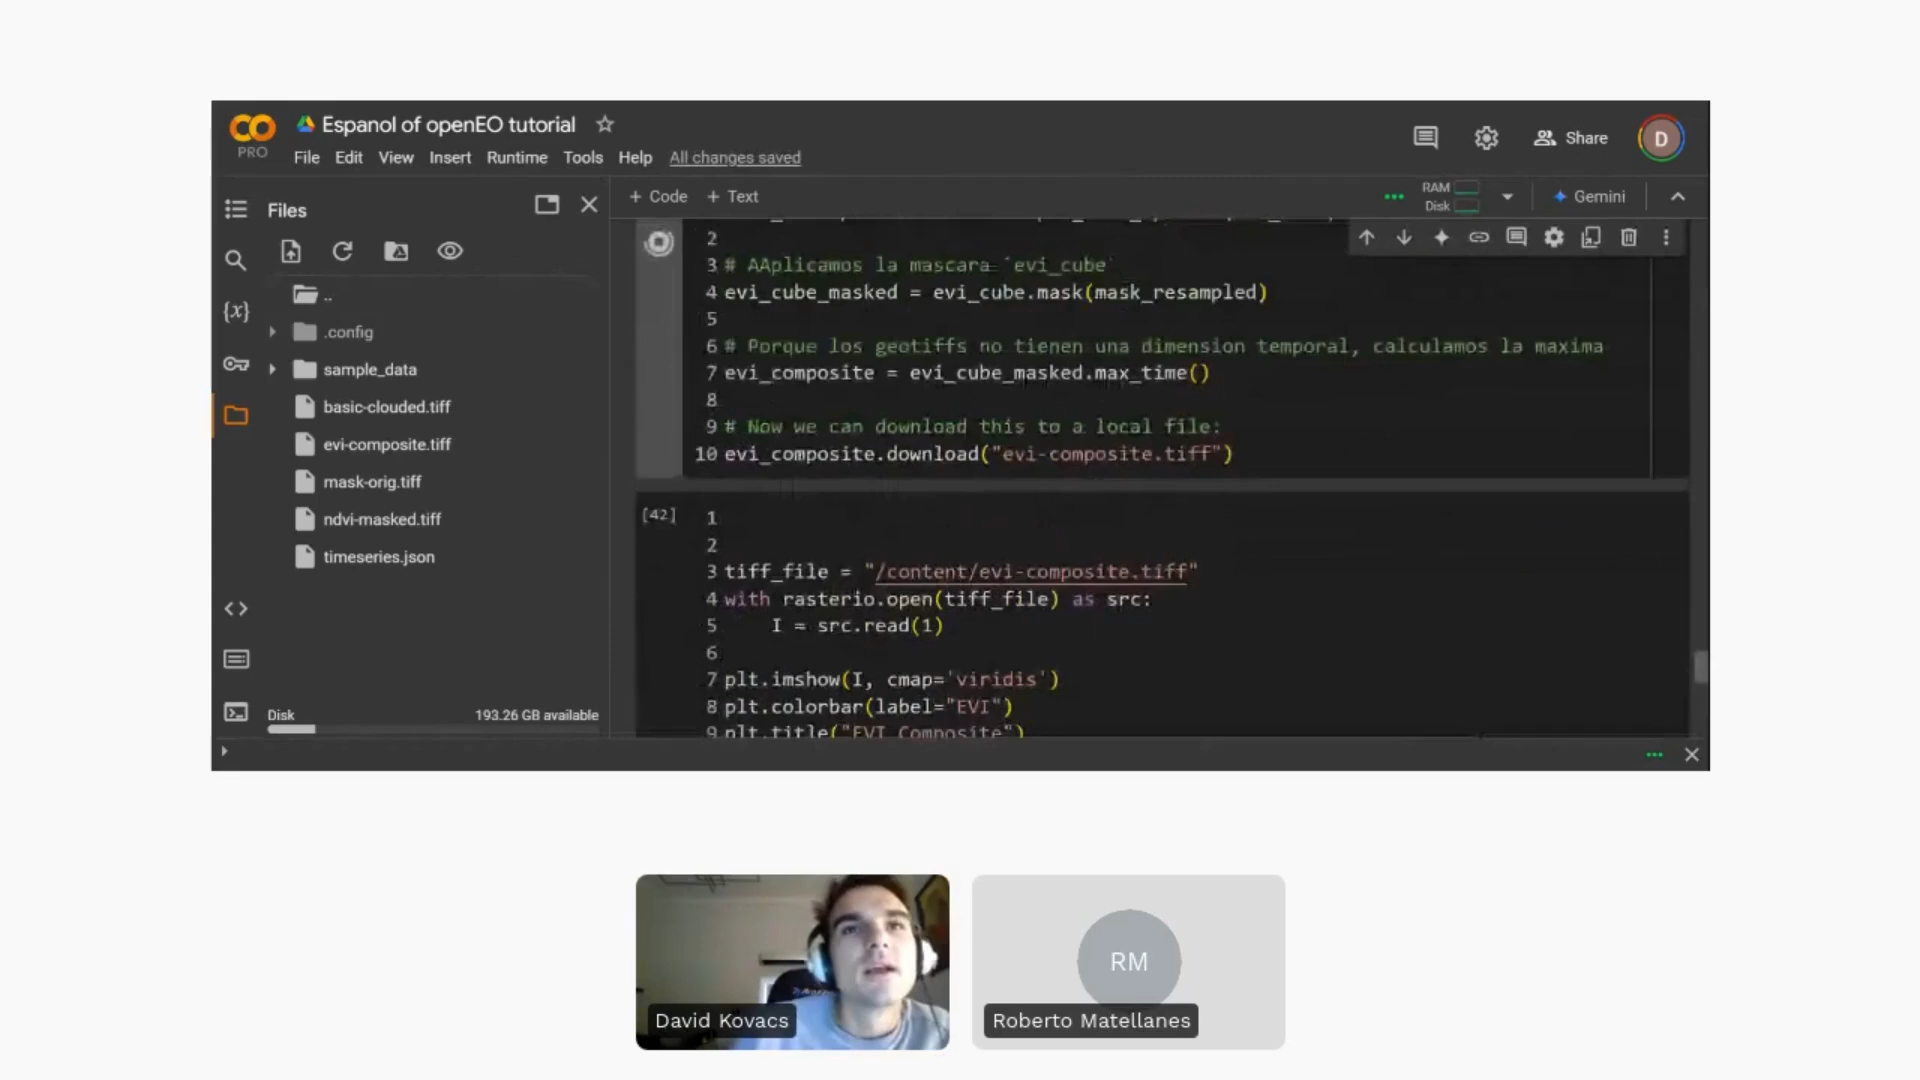 PRO
Espanol of openEO tutorial
File Edit View Insert Runtime Tools Help All changes saved
Share
D
Files
+ Code + Text
RAM
Disk
Gemini
..
.config
sample_data
basic-clouded.tiff
evi-composite.tiff
mask-orig.tiff
ndvi-masked.tiff
timeseries.json
{x}
Disk 193.26 GB available
2
3 # AAplicamos la mascara `evi_cube`
4 evi_cube_masked = evi_cube.mask(mask_resampled)
5
6 # Porque los geotiffs no tienen una dimension temporal, calculamos la maxima
7 evi_composite = evi_cube_masked.max_time()
8
9 # Now we can download this to a local file:
10 evi_composite.download("evi-composite.tiff")
[42] 1
2
3 tiff_file = "/content/evi-composite.tiff"
4 with rasterio.open(tiff_file) as src:
5 I = src.read(1)
6
7 plt.imshow(I, cmap='viridis')
8 plt.colorbar(label="EVI")
9 plt.title("EVI Composite")
David Kovacs
RM
Roberto Matellanes